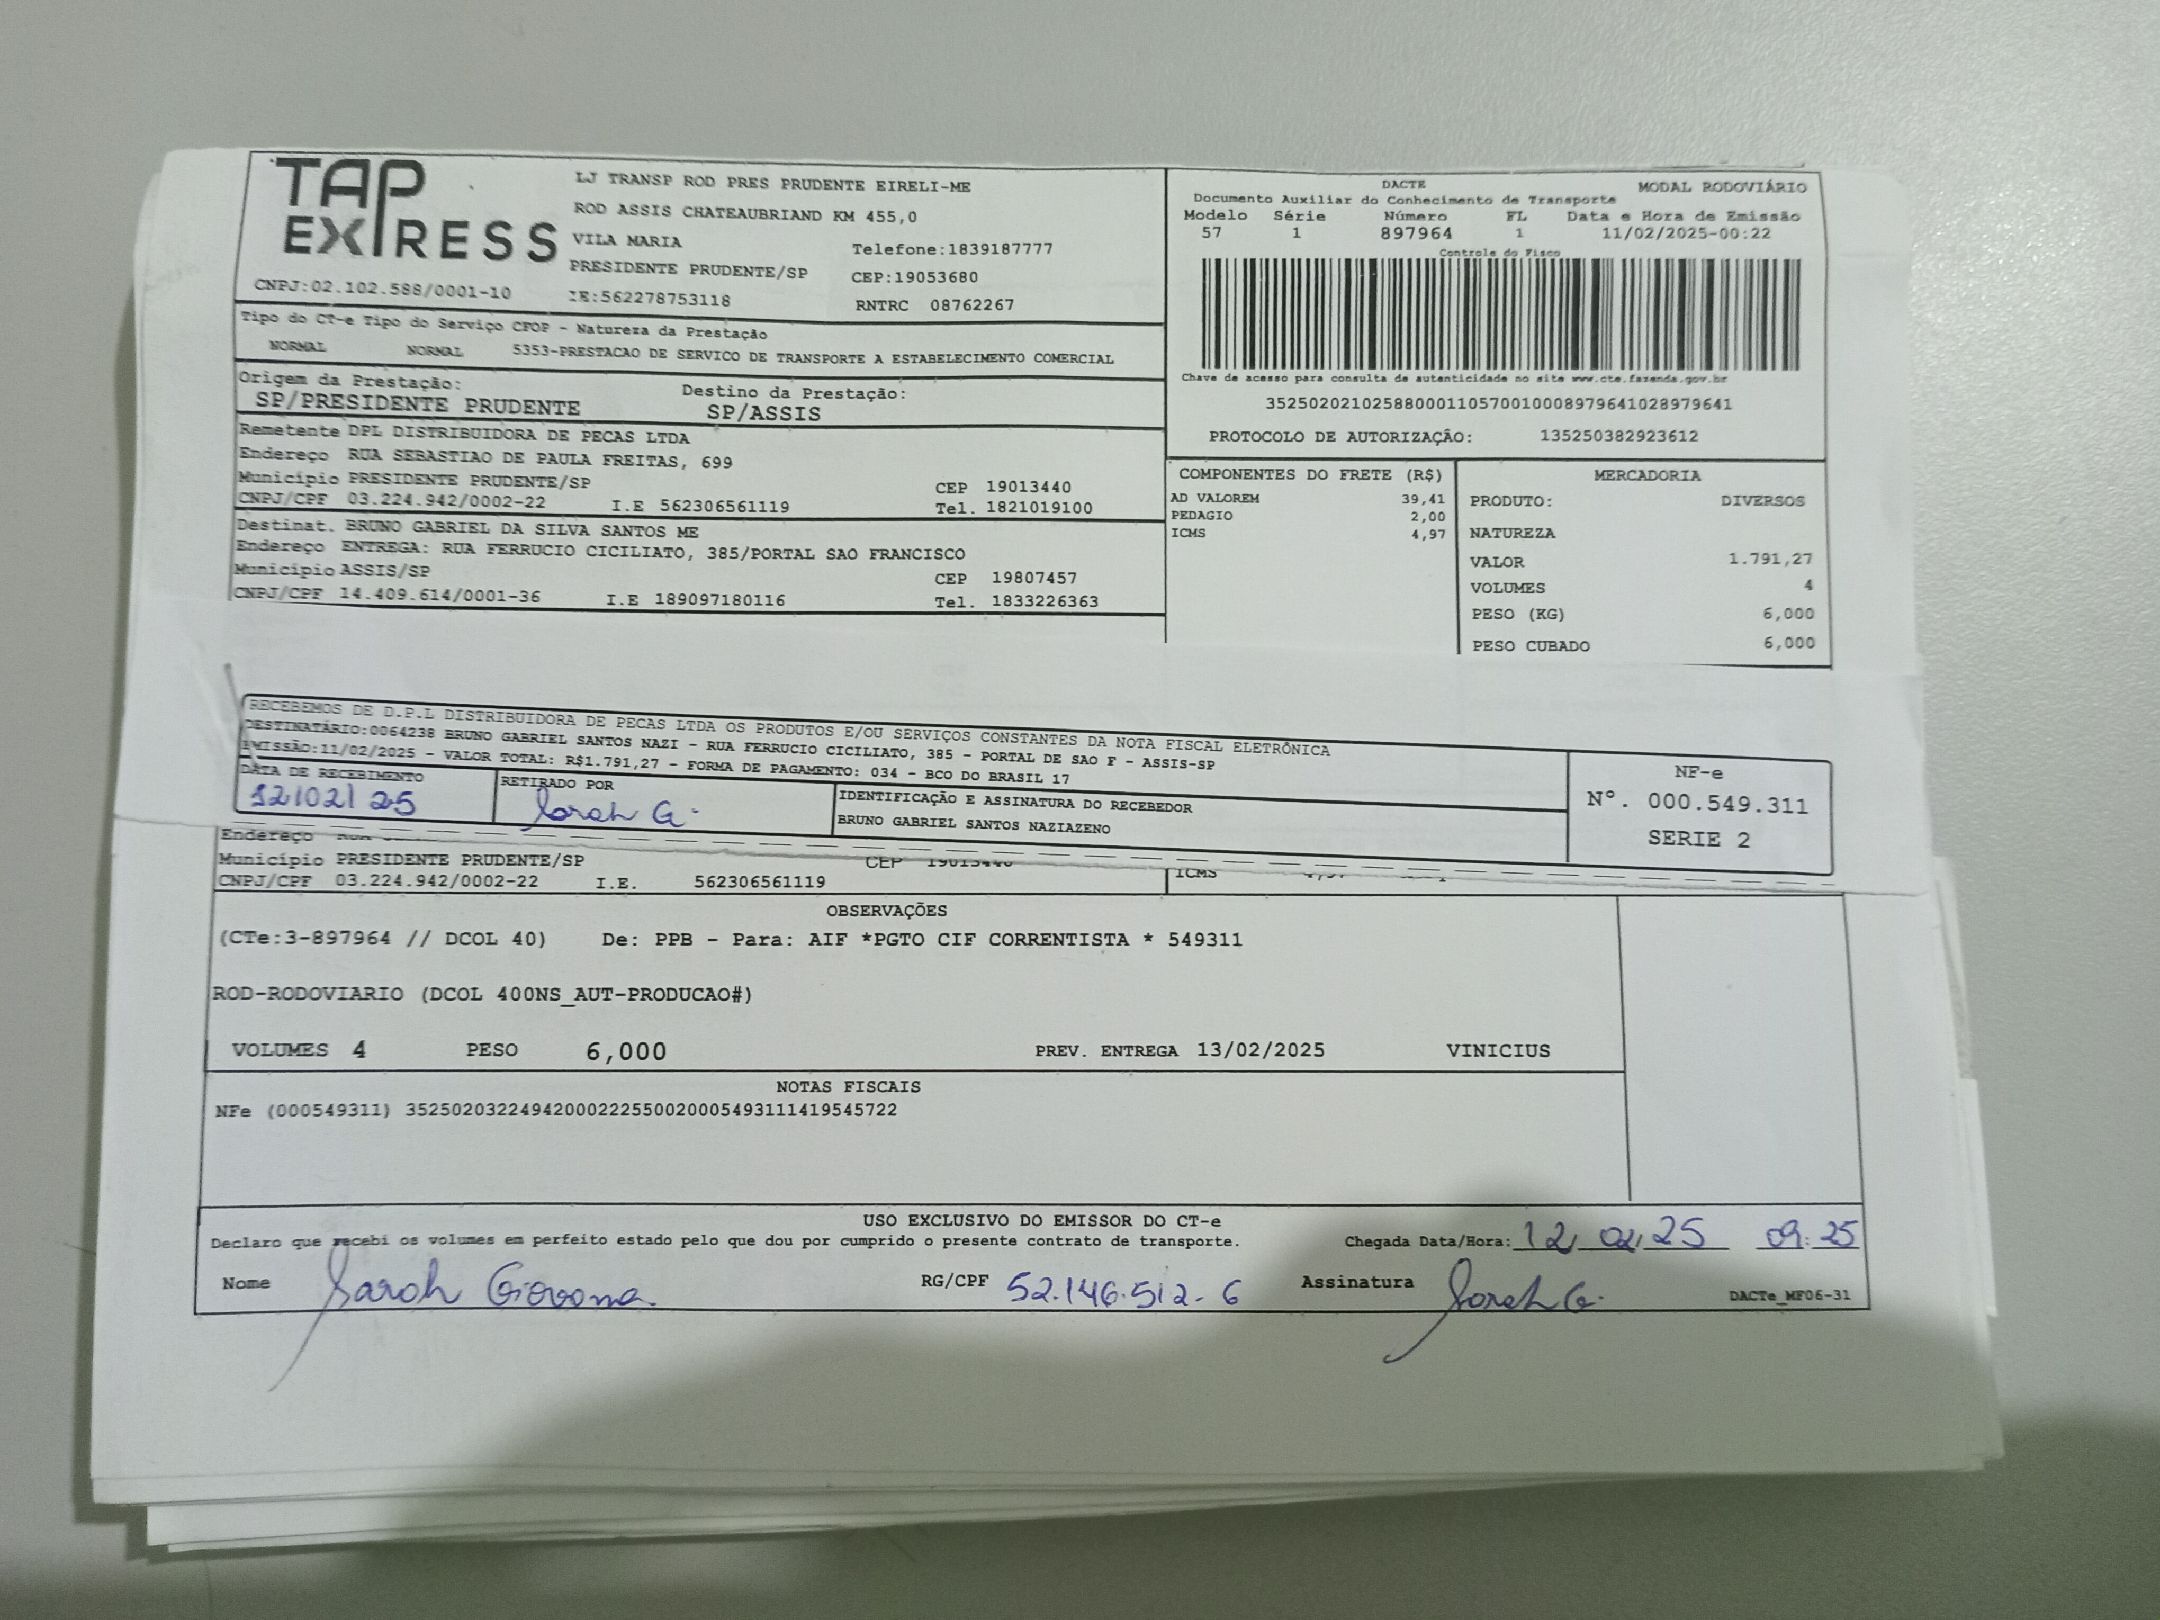 TAP
EXPRESS
LJ TRANSP ROD PRES PRUDENTE EIRELI-ME
ROD ASSIS CHATEAUBRIAND KM 455,0
VILA MARIA Telefone:1839187777
PRESIDENTE PRUDENTE/SP CEP:19053680
CNPJ:02.102.588/0001-10 IE:562278753118 RNTRC 08762267
Tipo do CT-e Tipo do Serviço CFOP - Natureza da Prestação
NORMAL NORMAL 5353-PRESTACAO DE SERVICO DE TRANSPORTE A ESTABELECIMENTO COMERCIAL
Origem da Prestação: Destino da Prestação:
SP/PRESIDENTE PRUDENTE SP/ASSIS
Remetente DPL DISTRIBUIDORA DE PECAS LTDA
Endereço RUA SEBASTIAO DE PAULA FREITAS, 699
Município PRESIDENTE PRUDENTE/SP CEP 19013440
CNPJ/CPF 03.224.942/0002-22 I.E 562306561119 Tel. 1821019100
Destinat. BRUNO GABRIEL DA SILVA SANTOS ME
Endereço ENTREGA: RUA FERRUCIO CICILIATO, 385/PORTAL SAO FRANCISCO
Município ASSIS/SP CEP 19807457
CNPJ/CPF 14.409.614/0001-36 I.E 189097180116 Tel. 1833226363
DACTE MODAL RODOVIÁRIO
Documento Auxiliar do Conhecimento de Transporte
Modelo Série Número FL Data e Hora de Emissão
57 1 897964 1 11/02/2025-00:22
Controle do Fisco
Chave de acesso para consulta de autenticidade no site www.cte.fazenda.gov.br
35250202102588000110570010008979641028979641
PROTOCOLO DE AUTORIZAÇÃO: 135250382923612
COMPONENTES DO FRETE (R$)
AD VALOREM 39,41
PEDAGIO 2,00
ICMS 4,97
MERCADORIA
PRODUTO: DIVERSOS
NATUREZA
VALOR 1.791,27
VOLUMES 4
PESO (KG) 6,000
PESO CUBADO 6,000
RECEBEMOS DE D.P.L DISTRIBUIDORA DE PECAS LTDA OS PRODUTOS E/OU SERVIÇOS CONSTANTES DA NOTA FISCAL ELETRÔNICA
DESTINATÁRIO:0064238 BRUNO GABRIEL SANTOS NAZI - RUA FERRUCIO CICILIATO, 385 - PORTAL DE SAO F - ASSIS-SP
EMISSÃO:11/02/2025 - VALOR TOTAL: R$1.791,27 - FORMA DE PAGAMENTO: 034 - BCO DO BRASIL 17
DATA DE RECEBIMENTO RETIRADO POR IDENTIFICAÇÃO E ASSINATURA DO RECEBEDOR
12/02/25 Sarah G. BRUNO GABRIEL SANTOS NAZIAZENO
NF-e
Nº. 000.549.311
SERIE 2
Endereço
Município PRESIDENTE PRUDENTE/SP CEP 19013440
CNPJ/CPF 03.224.942/0002-22 I.E. 562306561119 ICMS
OBSERVAÇÕES
(CTe:3-897964 // DCOL 40) De: PPB - Para: AIF *PGTO CIF CORRENTISTA * 549311
ROD-RODOVIARIO (DCOL 400NS_AUT-PRODUCAO#)
VOLUMES 4 PESO 6,000 PREV. ENTREGA 13/02/2025 VINICIUS
NOTAS FISCAIS
NFe (000549311) 35250203224942000222550020005493111419545722
USO EXCLUSIVO DO EMISSOR DO CT-e
Declaro que recebi os volumes em perfeito estado pelo que dou por cumprido o presente contrato de transporte. Chegada Data/Hora: 12/02/25 09:25
Nome Sarah Giovana. RG/CPF 52.146.512-6 Assinatura Sarah G. DACTe_MF06-31